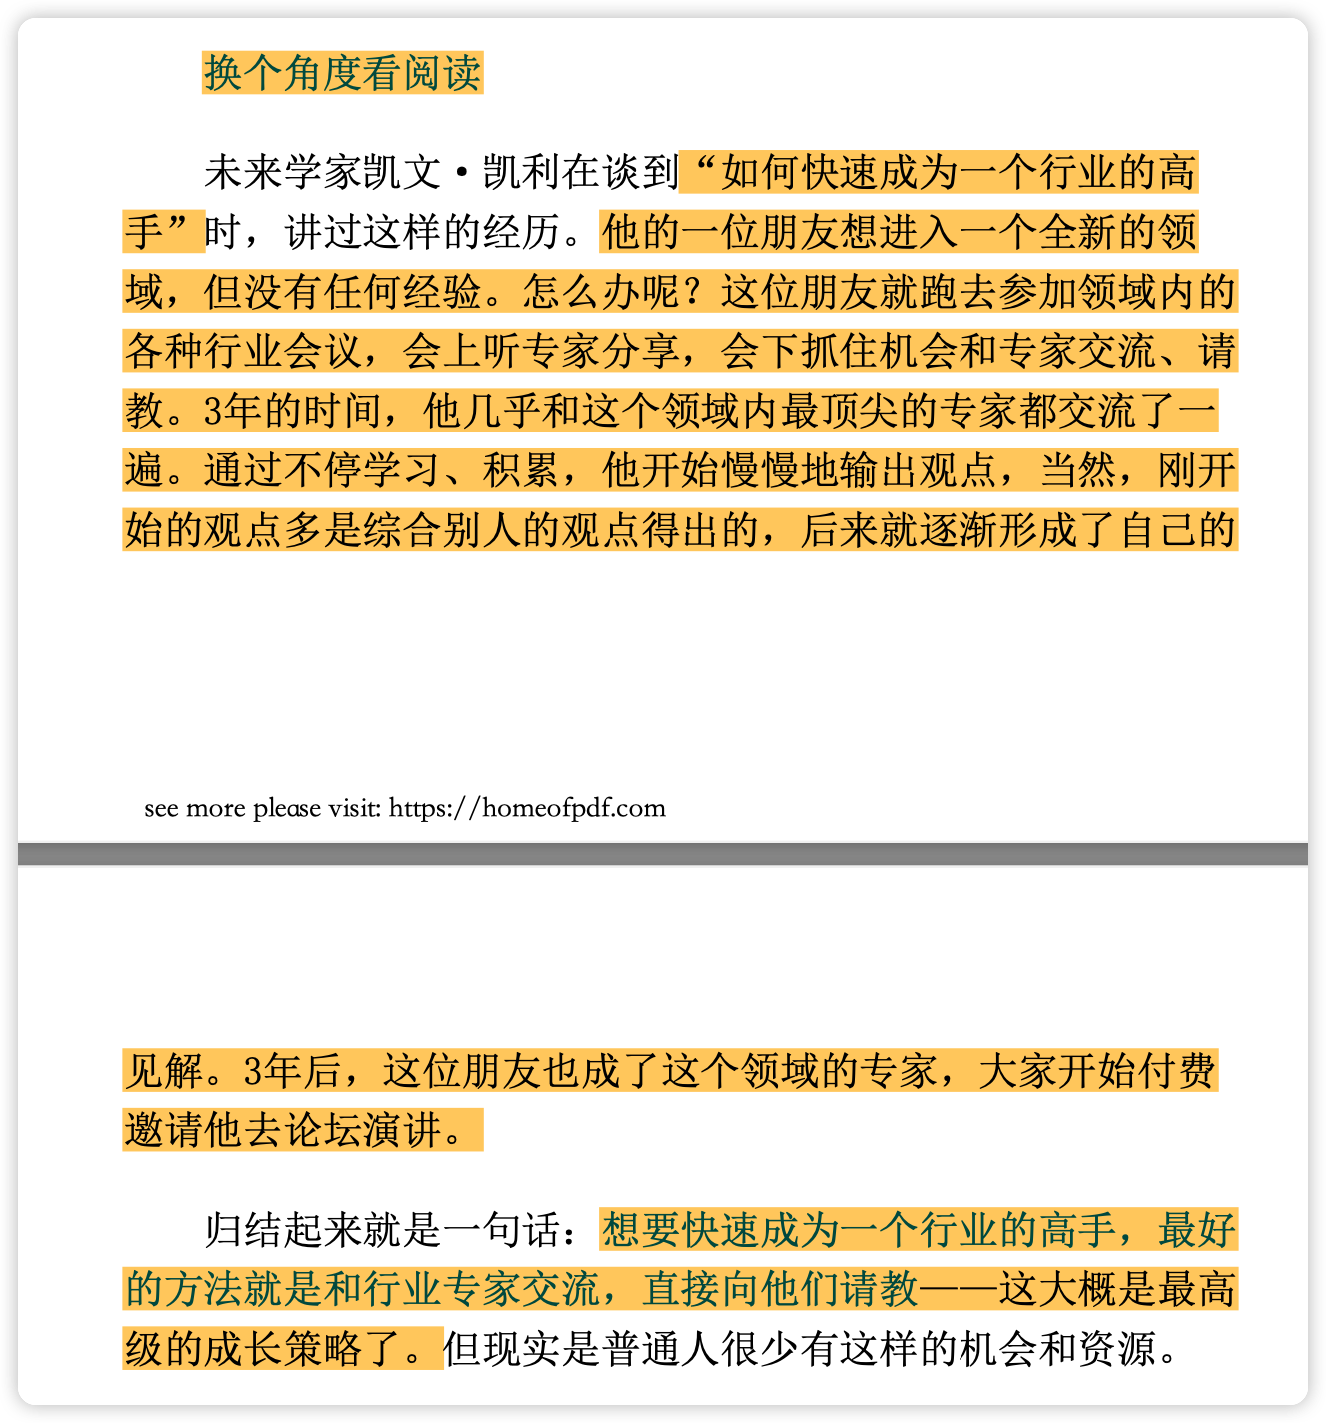 换个角度看阅读
未来学家凯文·凯利在谈到“如何快速成为一个行业的高
手”时，讲过这样的经历。他的一位朋友想进入一个全新的领
域，但没有任何经验。怎么办呢？这位朋友就跑去参加领域内的
各种行业会议，会上听专家分享，会下抓住机会和专家交流、请
教。3年的时间，他几乎和这个领域内最顶尖的专家都交流了一
遍。通过不停学习、积累，他开始慢慢地输出观点，当然，刚开
始的观点多是综合别人的观点得出的，后来就逐渐形成了自己的
see more please visit: https://homeofpdf.com
见解。3年后，这位朋友也成了这个领域的专家，大家开始付费
邀请他去论坛演讲。
归结起来就是一句话：想要快速成为一个行业的高手，最好
的方法就是和行业专家交流，直接向他们请教——这大概是最高
级的成长策略了。但现实是普通人很少有这样的机会和资源。